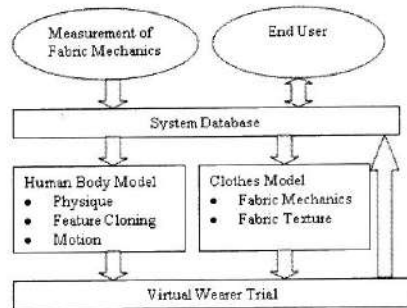 Measurement of
Fabric Mechanics
End User
System Database
Human Body Model
● Physique
● Feature Cloning
● Motion
Clothes Model
● Fabric Mechanics
● Fabric Texture
Virtual Wearer Trial